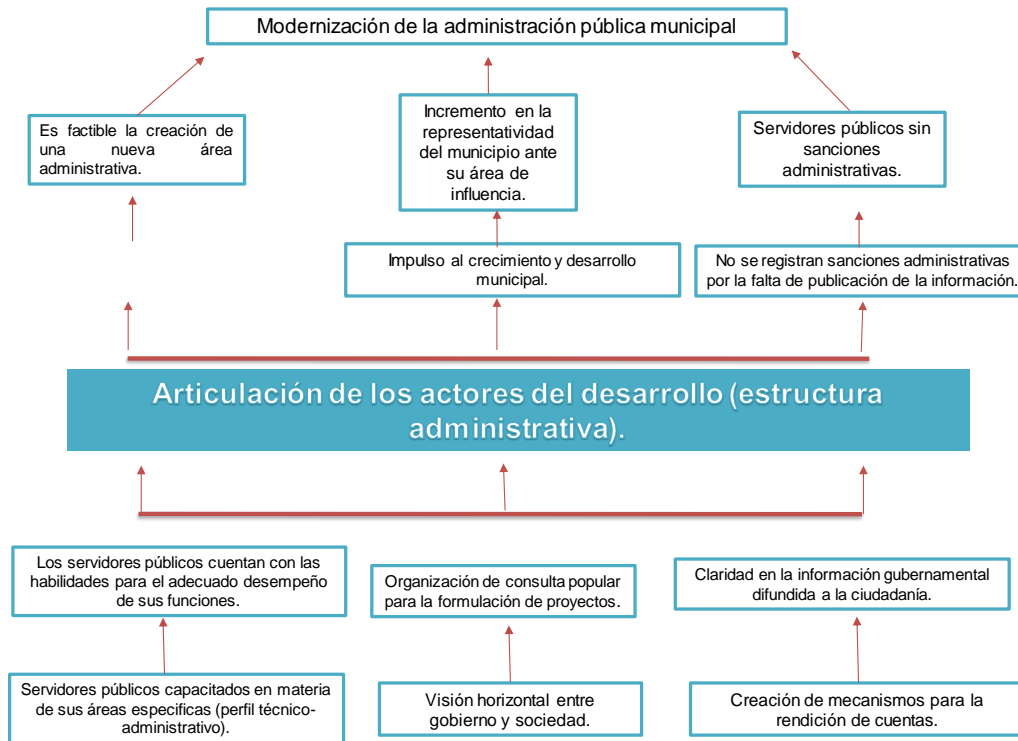 Modernización de la administración pública municipal
Es factible la creación de
una nueva área
administrativa.
Incremento en la
representatividad
del municipio ante
su área de
influencia.
Servidores públicos sin
sanciones
administrativas.
Impulso al crecimiento y desarrollo
municipal.
No se registran sanciones administrativas
por la falta de publicación de la información.
Articulación de los actores del desarrollo (estructura
administrativa).
Los servidores públicos cuentan con las
habilidades para el adecuado desempeño
de sus funciones.
Organización de consulta popular
para la formulación de proyectos.
Claridad en la información gubernamental
difundida a la ciudadanía.
Servidores públicos capacitados en materia
de sus áreas especificas (perfil técnico-
administrativo).
Visión horizontal entre
gobierno y sociedad.
Creación de mecanismos para la
rendición de cuentas.